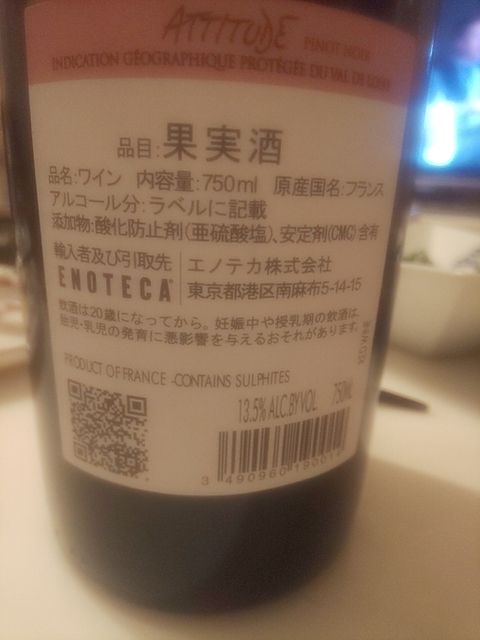 ATTITUDE PINOT NOIR
INDICATION GÉOGRAPHIQUE PROTÉGÉE DU VAL DE LOIRE
品目:果実酒
品名:ワイン 内容量:750ml 原産国名:フランス
アルコール分:ラベルに記載
添加物:酸化防止剤(亜硫酸塩)、安定剤(CMC)含有
輸入者及び引取先
ENOTECA
エノテカ株式会社
東京都港区南麻布5-14-15
飲酒は20歳になってから。妊娠中や授乳期の飲酒は、
胎児・乳児の発育に悪影響を与えるおそれがあります。
PRODUCT OF FRANCE - CONTAINS SULPHITES
13.5% ALC.BY VOL. 750ML